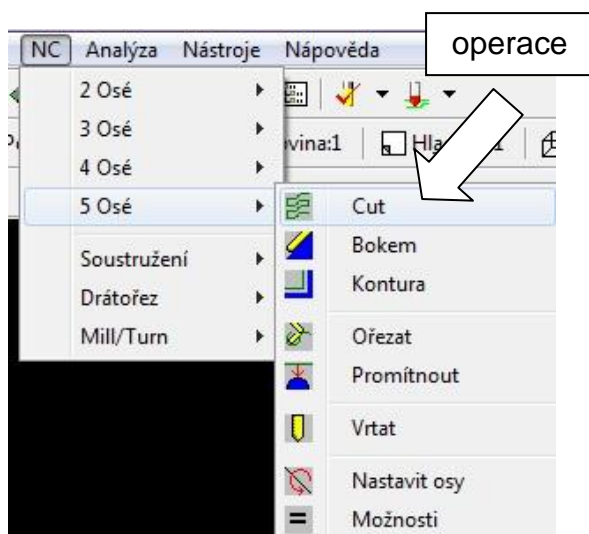 operace
NC Analýza Nástroje Nápověda
2 Osé
3 Osé
vina:1
4 Osé
5 Osé
Soustružení
Drátořez
Mill/Turn
Cut
Bokem
Kontura
Ořezat
Promítnout
Vrtat
Nastavit osy
Možnosti